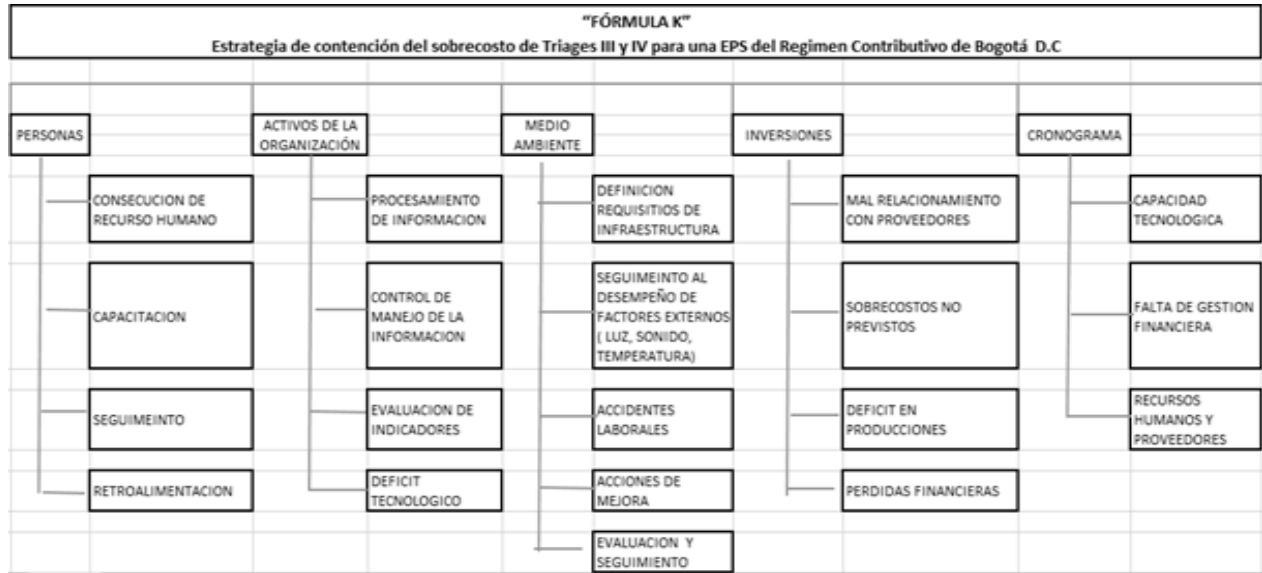 “FÓRMULA K”
Estrategia de contención del sobrecosto de Triages III y IV para una EPS del Regimen Contributivo de Bogotá D.C
PERSONAS
CONSECUCION DE
RECURSO HUMANO
CAPACITACION
SEGUIMEINTO
RETROALIMENTACION
ACTIVOS DE LA
ORGANIZACIÓN
PROCESAMIENTO
DE INFORMACION
CONTROL DE
MANEJO DE LA
INFORMACION
EVALUACION DE
INDICADORES
DEFICIT
TECNOLOGICO
MEDIO
AMBIENTE
DEFINICION
REQUISITIOS DE
INFRAESTRUCTURA
SEGUIMEINTO AL
DESEMPEÑO DE
FACTORES EXTERNOS
( LUZ, SONIDO,
TEMPERATURA)
ACCIDENTES
LABORALES
ACCIONES DE
MEJORA
EVALUACION Y
SEGUIMIENTO
INVERSIONES
MAL RELACIONAMIENTO
CON PROVEEDORES
SOBRECOSTOS NO
PREVISTOS
DEFICIT EN
PRODUCCIONES
PERDIDAS FINANCIERAS
CRONOGRAMA
CAPACIDAD
TECNOLOGICA
FALTA DE GESTION
FINANCIERA
RECURSOS
HUMANOS Y
PROVEEDORES